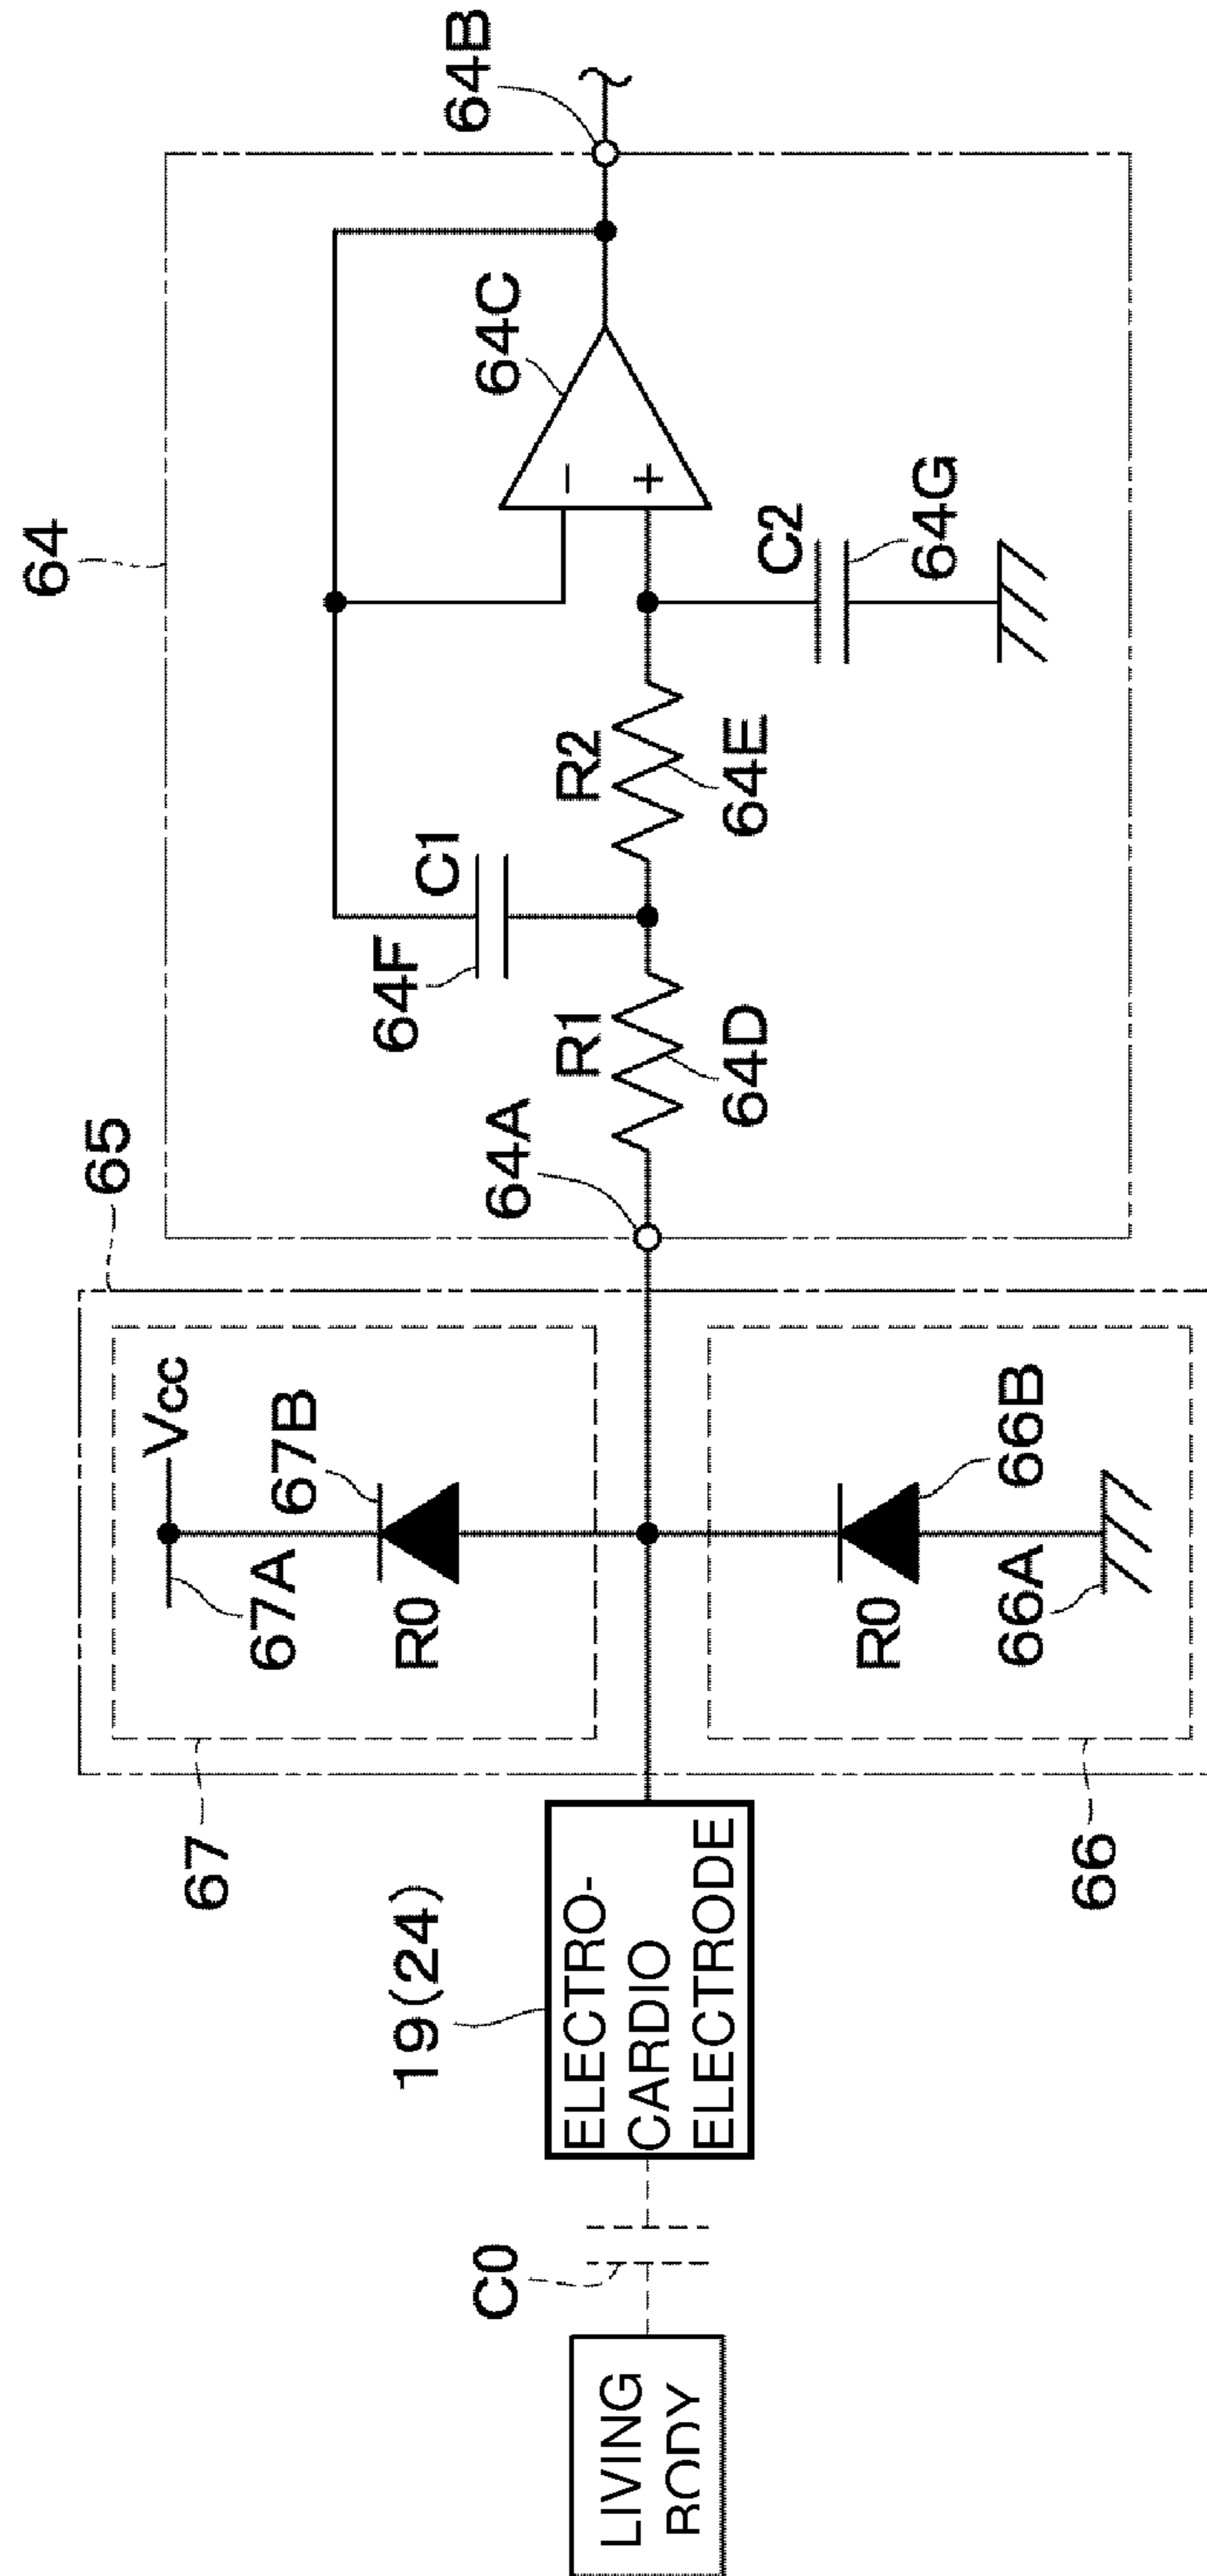 64
65
64B
64C
C1
64F
64A
R2
R1
C2
64E
64D
64G
67
Vcc
67A
67B
R0
19(24)
C0
LIVING
BODY
ELECTRO-
CARDIO
ELECTRODE
R0
66B
66A
66